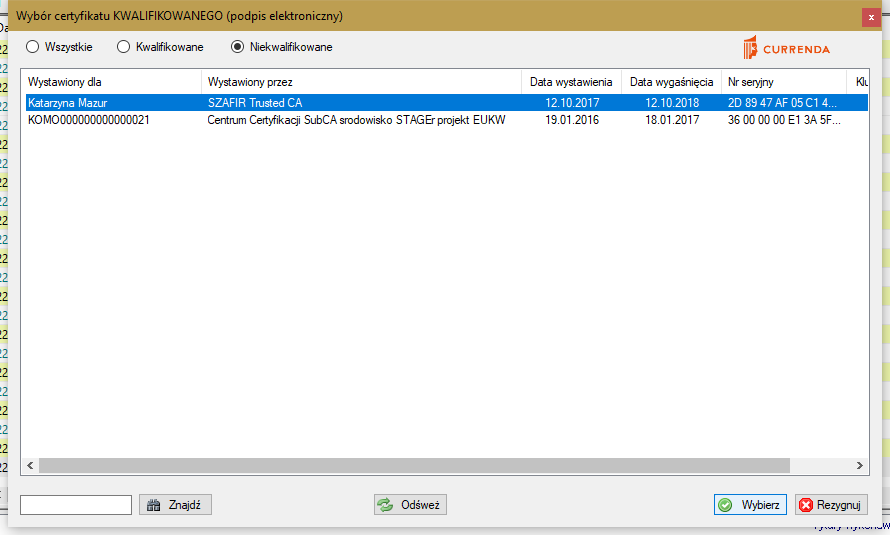 Wybór certyfikatu KWALIFIKOWANEGO (podpis elektroniczny)
Wszystkie Kwalifikowane Niekwalifikowane CURRENDA
Wystawiony dla Wystawiony przez Data wystawienia Data wygaśnięcia Nr seryjny Klu
Katarzyna Mazur SZAFIR Trusted CA 12.10.2017 12.10.2018 2D 89 47 AF 05 C1 4...
KOMO000000000000021 Centrum Certyfikacji SubCA srodowisko STAGEr projekt EUKW 19.01.2016 18.01.2017 36 00 00 00 E1 3A 5F...
Znajdź Odśwież Wybierz Rezygnuj